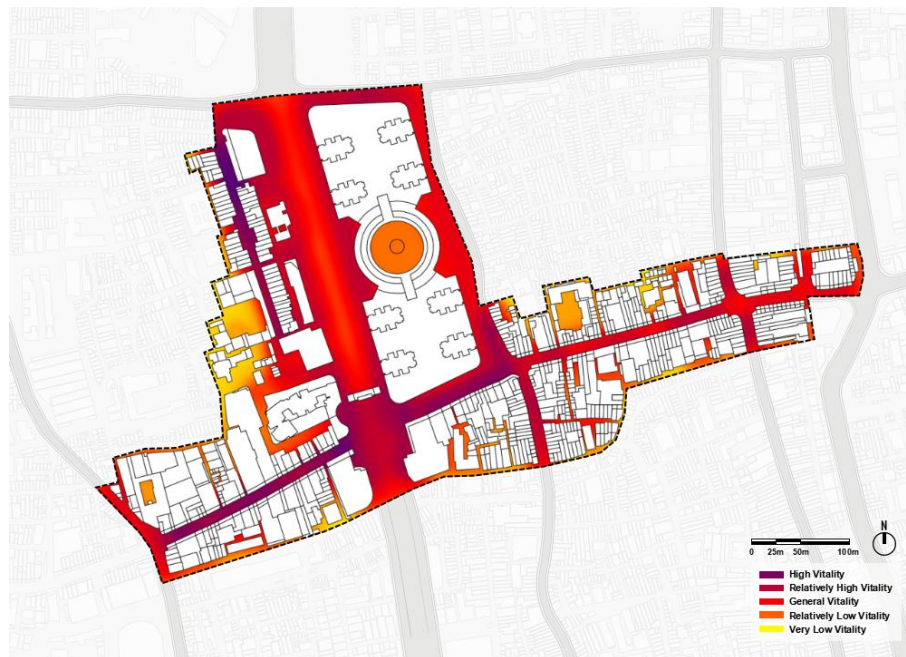 N
0 25m 50m 100m
High Vitality
Relatively High Vitality
General Vitality
Relatively Low Vitality
Very Low Vitality